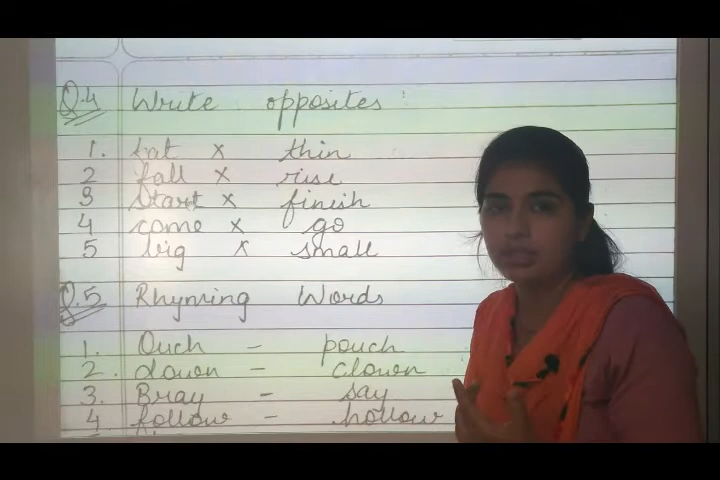 Q.4 Write opposites :
1. fat × thin
2 fall × rise
3 start × finish
4 come × go
5 big × small
Q.5 Rhyming Words
1. Ouch - pouch
2. down - clown
3. Bray - say
4 follow - hollow